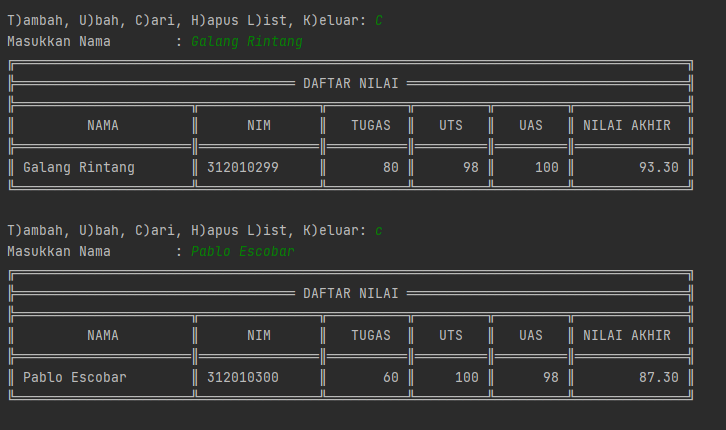 T)ambah, U)bah, C)ari, H)apus L)ist, K)eluar: C
Masukkan Nama : Galang Rintang
DAFTAR NILAI
NAMA NIM TUGAS UTS UAS NILAI AKHIR
Galang Rintang 312010299 80 98 100 93.30
T)ambah, U)bah, C)ari, H)apus L)ist, K)eluar: c
Masukkan Nama : Pablo Escobar
DAFTAR NILAI
NAMA NIM TUGAS UTS UAS NILAI AKHIR
Pablo Escobar 312010300 60 100 98 87.30